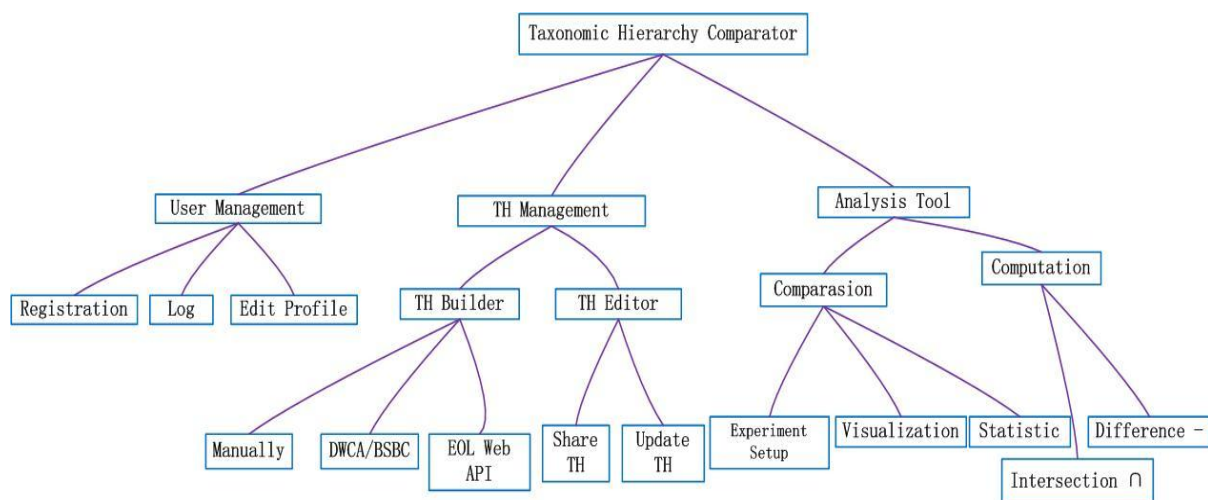 Taxonomic Hierarchy Comparator
User Management
TH Management
Analysis Tool
Registration
Log
Edit Profile
TH Builder
TH Editor
Comparasion
Computation
Manually
DWCA/BSBC
EOL Web
API
Share
TH
Update
TH
Experiment
Setup
Visualization
Statistic
Difference -
Intersection ∩